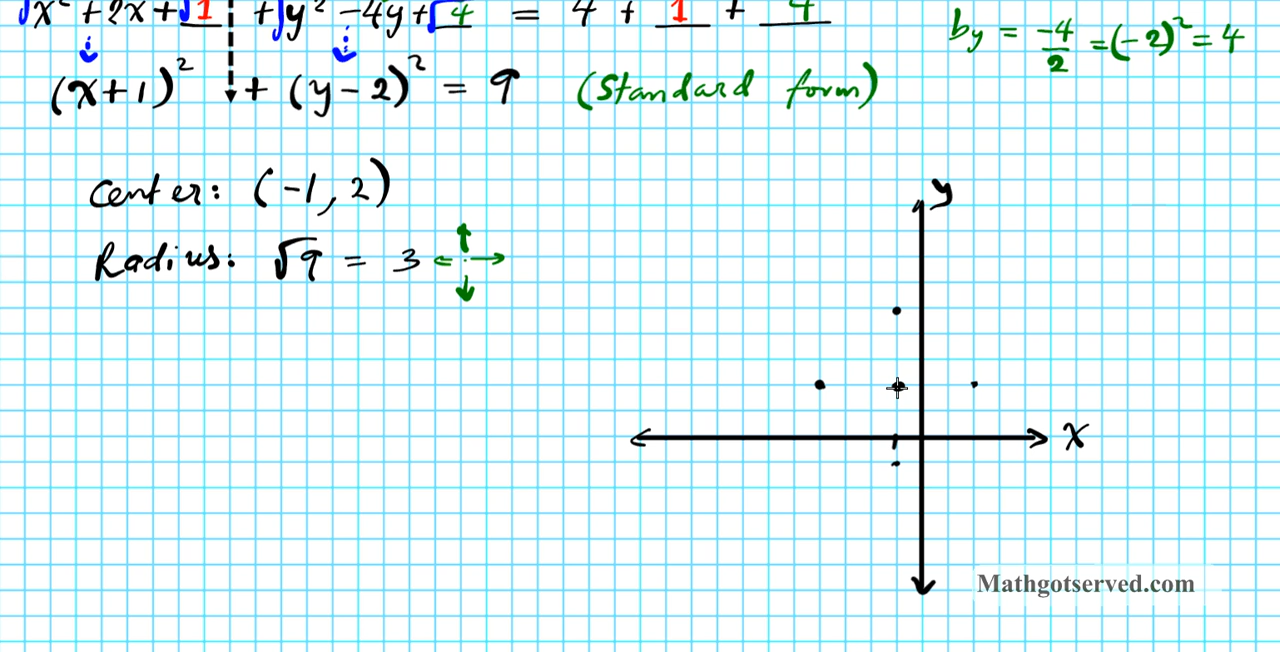 x² + 2x + 1 + y² - 4y + 4 = 4 + 1 + 4
by = -4/2 = (-2)² = 4
(x+1)² + (y-2)² = 9 (Standard form)
Center: (-1, 2)
Radius: √9 = 3
y
x
Mathgotserved.com